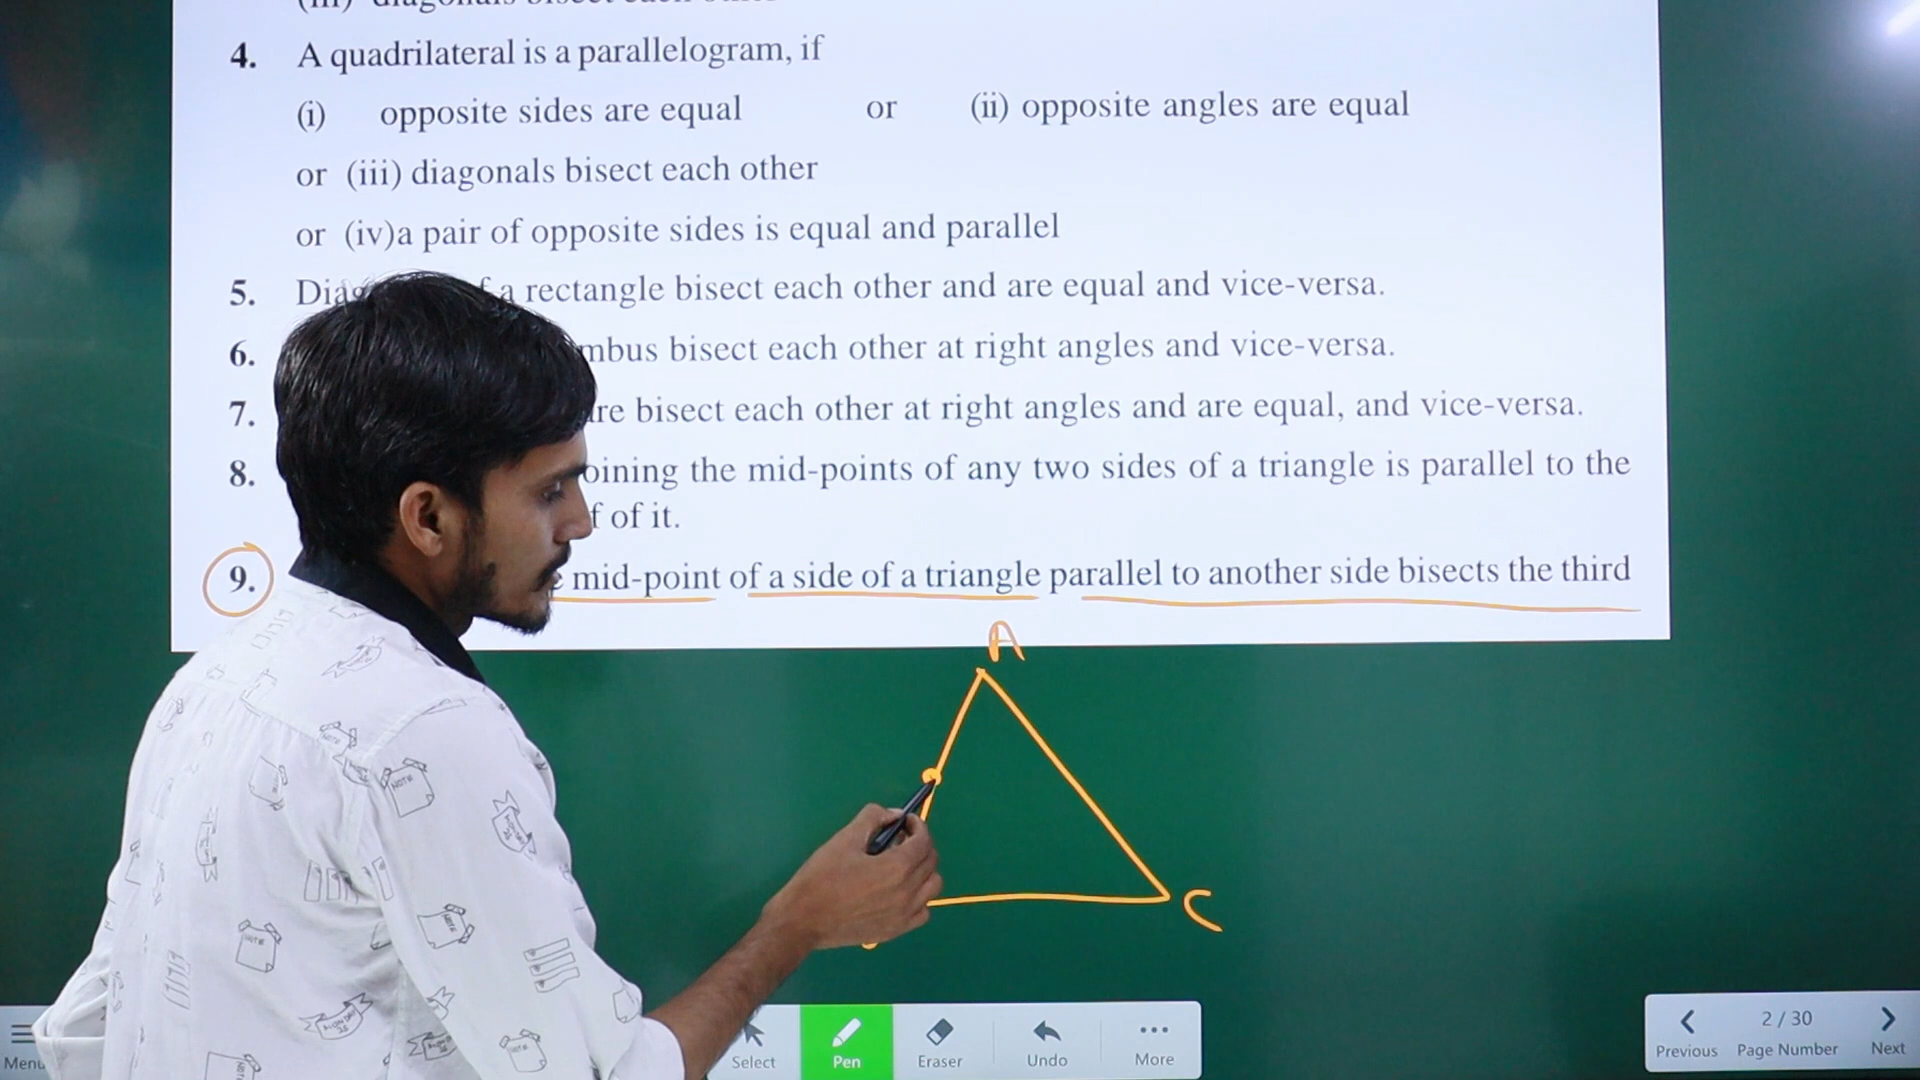 4. A quadrilateral is a parallelogram, if
(i) opposite sides are equal or (ii) opposite angles are equal
or (iii) diagonals bisect each other
or (iv) a pair of opposite sides is equal and parallel
5. a rectangle bisect each other and are equal and vice-versa.
6. bisect each other at right angles and vice-versa.
7. bisect each other at right angles and are equal, and vice-versa.
8. the mid-points of any two sides of a triangle is parallel to the
of it.
9. mid-point of a side of a triangle parallel to another side bisects the third
A
C
NOTE
NOTE
NOTE
NOTE
Select
Pen
Eraser
Undo
More
2 / 30
Previous
Page Number
Next